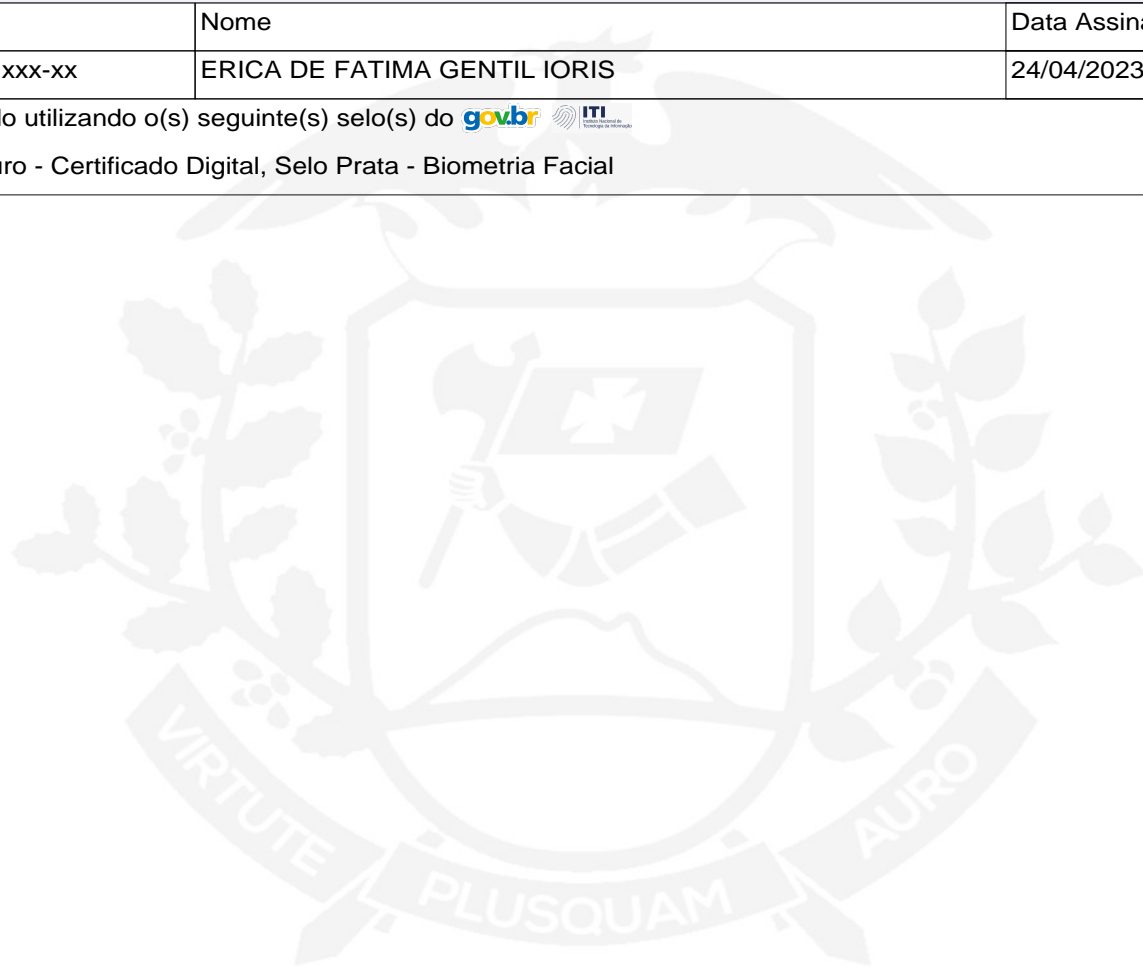 Nome Data Assina
xxx-xx ERICA DE FATIMA GENTIL IORIS 24/04/2023
do utilizando o(s) seguinte(s) selo(s) do gov.br ITI
uro - Certificado Digital, Selo Prata - Biometria Facial
VIRTUTE PLUSQUAM AURO